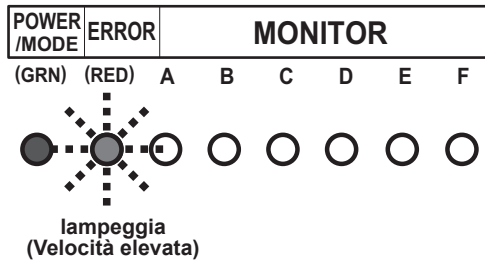 POWER /MODE ERROR MONITOR
(GRN) (RED) A B C D E F
lampeggia
(Velocità elevata)